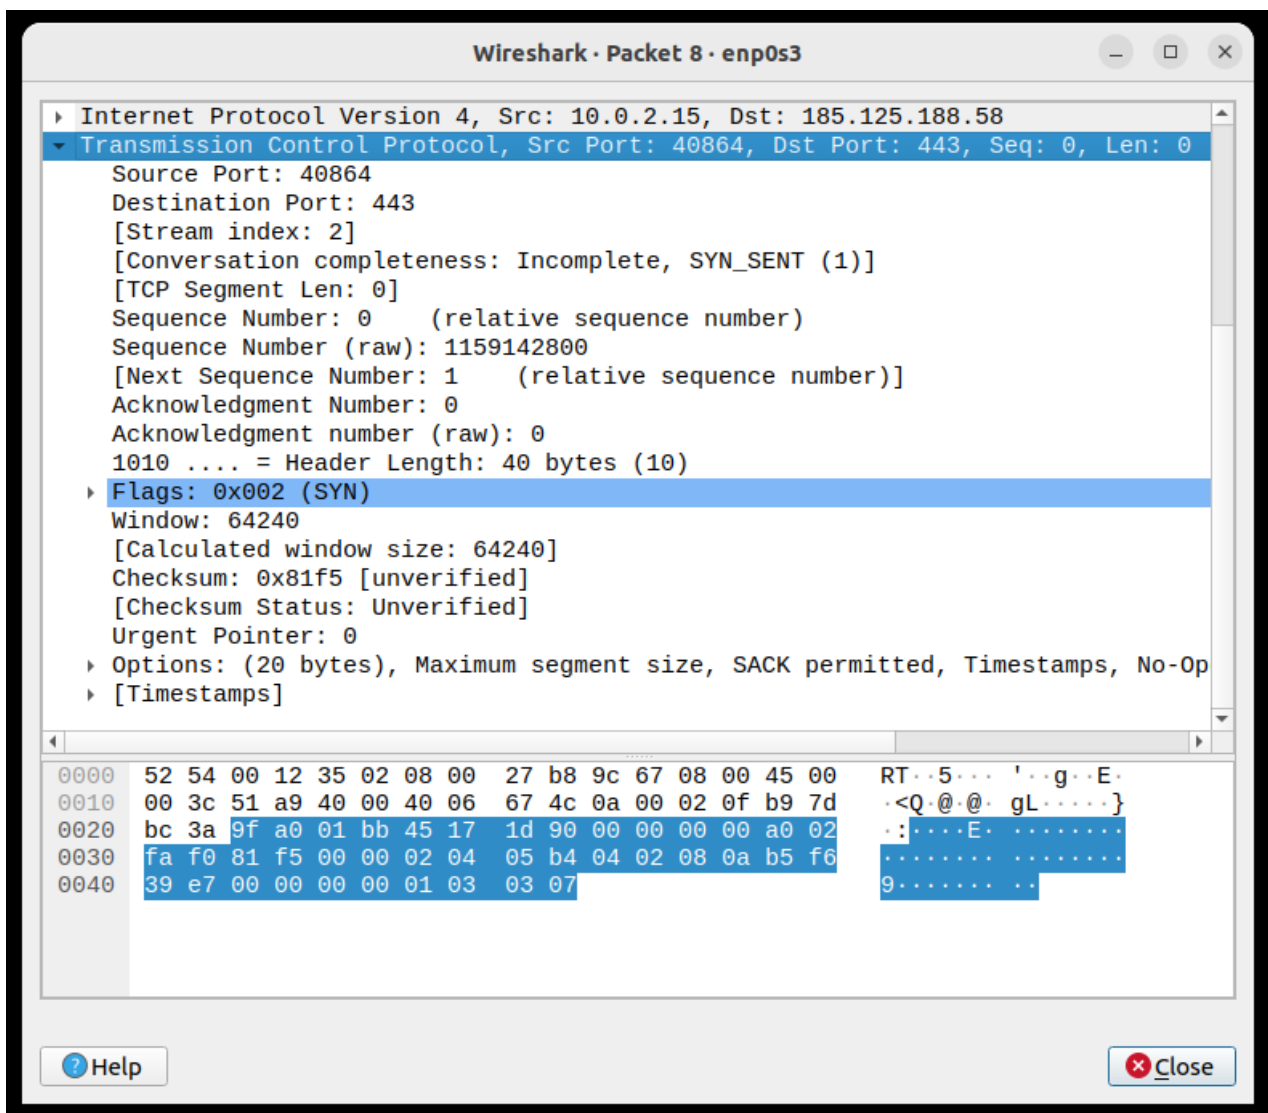 Wireshark · Packet 8 · enp0s3
Internet Protocol Version 4, Src: 10.0.2.15, Dst: 185.125.188.58
Transmission Control Protocol, Src Port: 40864, Dst Port: 443, Seq: 0, Len: 0
Source Port: 40864
Destination Port: 443
[Stream index: 2]
[Conversation completeness: Incomplete, SYN_SENT (1)]
[TCP Segment Len: 0]
Sequence Number: 0    (relative sequence number)
Sequence Number (raw): 1159142800
[Next Sequence Number: 1    (relative sequence number)]
Acknowledgment Number: 0
Acknowledgment number (raw): 0
1010 .... = Header Length: 40 bytes (10)
Flags: 0x002 (SYN)
Window: 64240
[Calculated window size: 64240]
Checksum: 0x81f5 [unverified]
[Checksum Status: Unverified]
Urgent Pointer: 0
Options: (20 bytes), Maximum segment size, SACK permitted, Timestamps, No-Op
[Timestamps]
0000  52 54 00 12 35 02 08 00  27 b8 9c 67 08 00 45 00  RT··5··· '··g··E·
0010  00 3c 51 a9 40 00 40 06  67 4c 0a 00 02 0f b9 7d  ·<Q·@·@· gL·····}
0020  bc 3a 9f a0 01 bb 45 17  1d 90 00 00 00 00 a0 02  ·:····E· ········
0030  fa f0 81 f5 00 00 02 04  05 b4 04 02 08 0a b5 f6  ········ ········
0040  39 e7 00 00 00 00 01 03  03 07  9······· ··
Help
Close